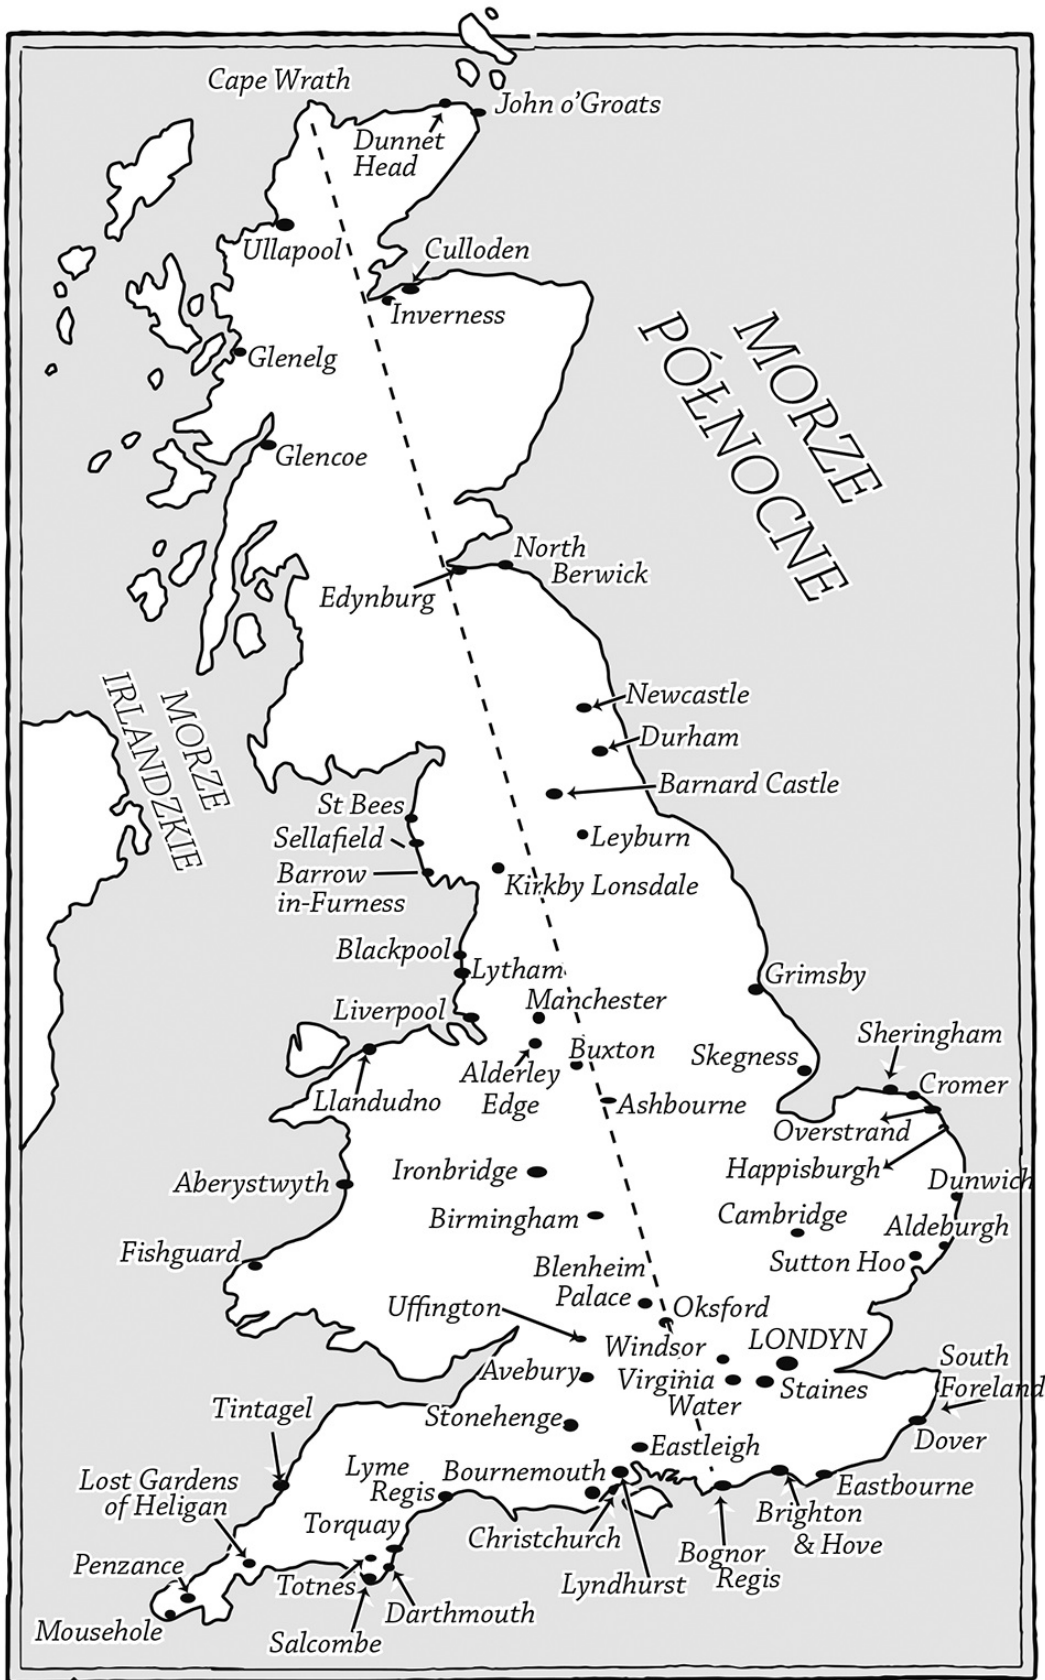 Cape Wrath
John o'Groats
Dunnet
Head
Ullapool
Culloden
Inverness
Glenelg
MORZE
PÓŁNOCNE
Glencoe
North
Berwick
Edynburg
MORZE
IRLANDZKIE
Newcastle
Durham
Barnard Castle
St Bees
Sellafield
Leyburn
Barrow
in-Furness
Kirkby Lonsdale
Blackpool
Lytham
Grimsby
Manchester
Liverpool
Sheringham
Buxton
Skegness
Alderley
Edge
Cromer
Llandudno
Ashbourne
Overstrand
Ironbridge
Happisburgh
Aberystwyth
Dunwich
Birmingham
Cambridge
Aldeburgh
Fishguard
Sutton Hoo
Blenheim
Palace
Uffington
Oksford
Windsor
LONDYN
South
Foreland
Avebury
Virginia
Water
Staines
Tintagel
Stonehenge
Dover
Eastleigh
Lyme
Regis
Bournemouth
Lost Gardens
of Heligan
Eastbourne
Brighton
& Hove
Torquay
Christchurch
Bognor
Regis
Penzance
Totnes
Lyndhurst
Darthmouth
Mousehole
Salcombe